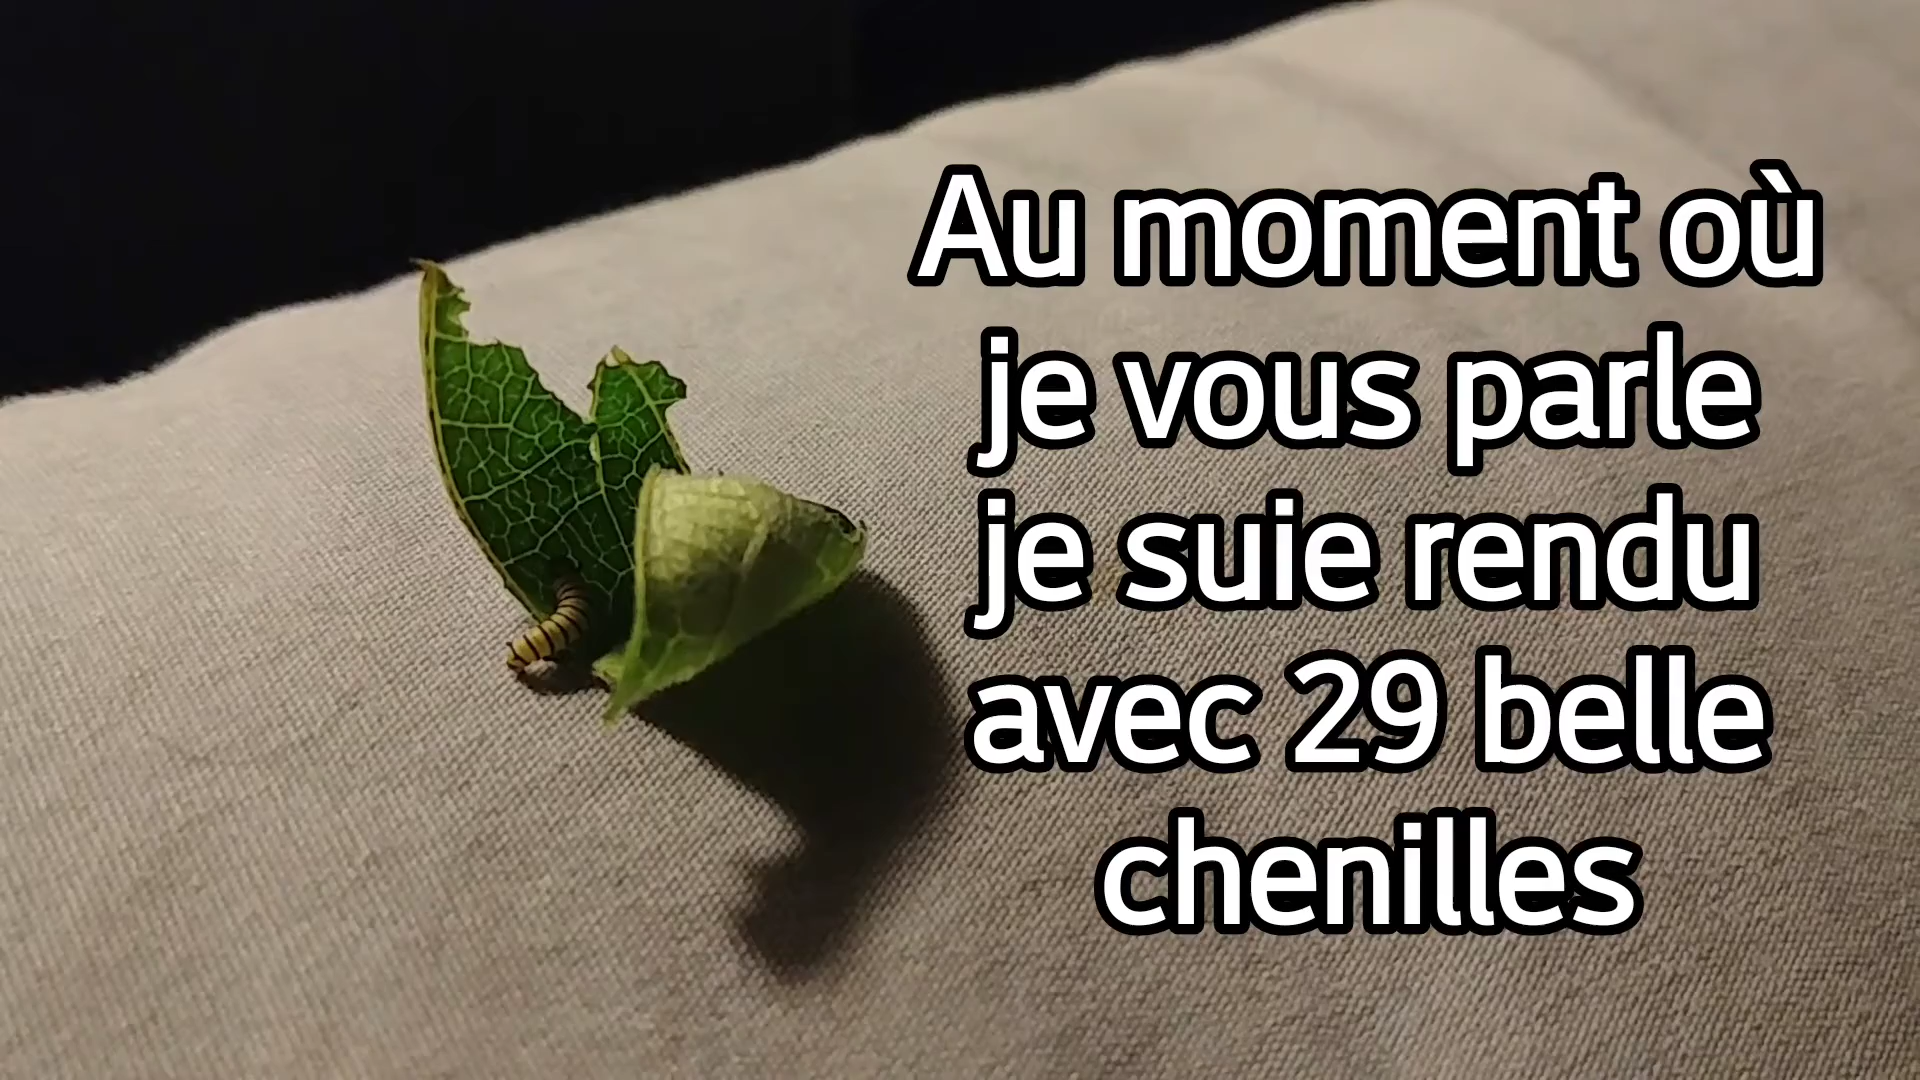 Au moment où
je vous parle
je suie rendu
avec 29 belle
chenilles